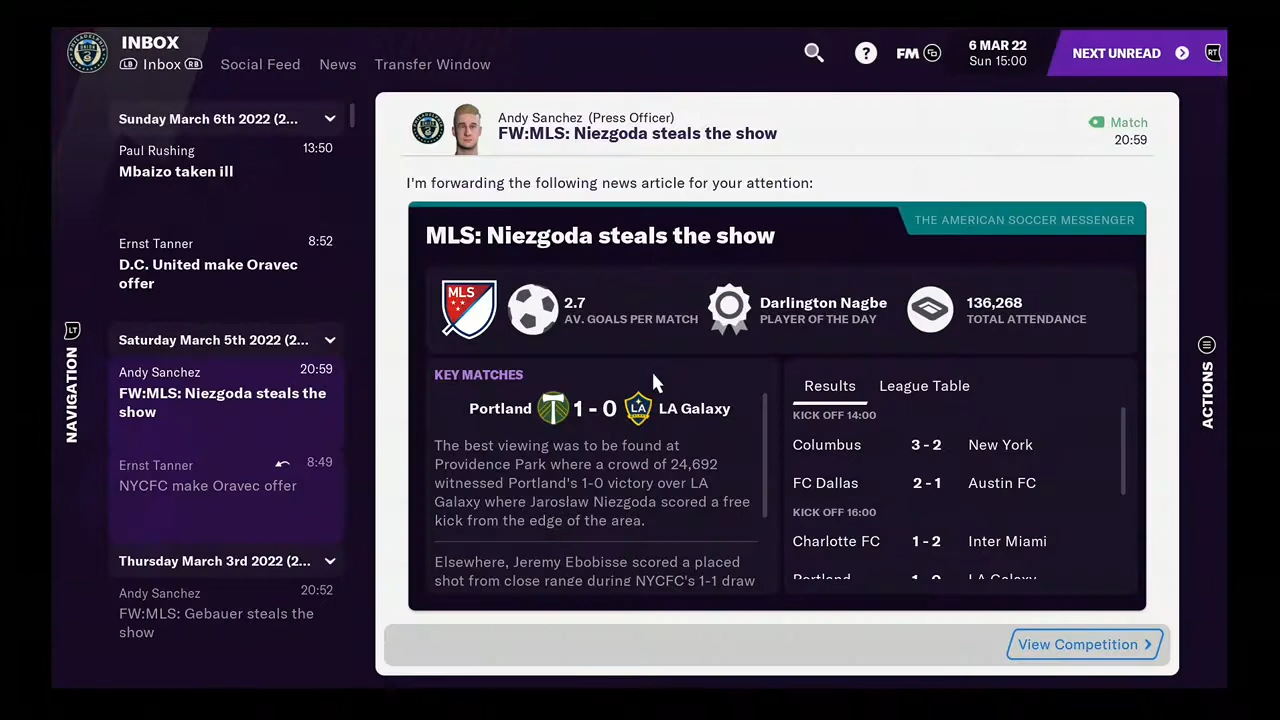 INBOX
LB Inbox RB
Social Feed
News
Transfer Window
FM
6 MAR 22
Sun 15:00
NEXT UNREAD
RT
Sunday March 6th 2022 (2...
Paul Rushing 13:50
Mbaizo taken ill
Ernst Tanner 8:52
D.C. United make Oravec
offer
Saturday March 5th 2022 (2...
Andy Sanchez 20:59
FW:MLS: Niezgoda steals the
show
Ernst Tanner 8:49
NYCFC make Oravec offer
Thursday March 3rd 2022 (2...
Andy Sanchez 20:52
FW:MLS: Gebauer steals the
show
LT
NAVIGATION
Andy Sanchez (Press Officer)
FW:MLS: Niezgoda steals the show
Match
20:59
I'm forwarding the following news article for your attention:
THE AMERICAN SOCCER MESSENGER
MLS: Niezgoda steals the show
MLS
2.7
AV. GOALS PER MATCH
Darlington Nagbe
PLAYER OF THE DAY
136,268
TOTAL ATTENDANCE
KEY MATCHES
Portland 1 - 0 LA LA Galaxy
The best viewing was to be found at
Providence Park where a crowd of 24,692
witnessed Portland's 1-0 victory over LA
Galaxy where Jaroslaw Niezgoda scored a free
kick from the edge of the area.
Elsewhere, Jeremy Ebobisse scored a placed
shot from close range during NYCFC's 1-1 draw
Results League Table
KICK OFF 14:00
Columbus 3 - 2 New York
FC Dallas 2 - 1 Austin FC
KICK OFF 16:00
Charlotte FC 1 - 2 Inter Miami
Portland 1 - 0 LA Galaxy
View Competition
ACTIONS